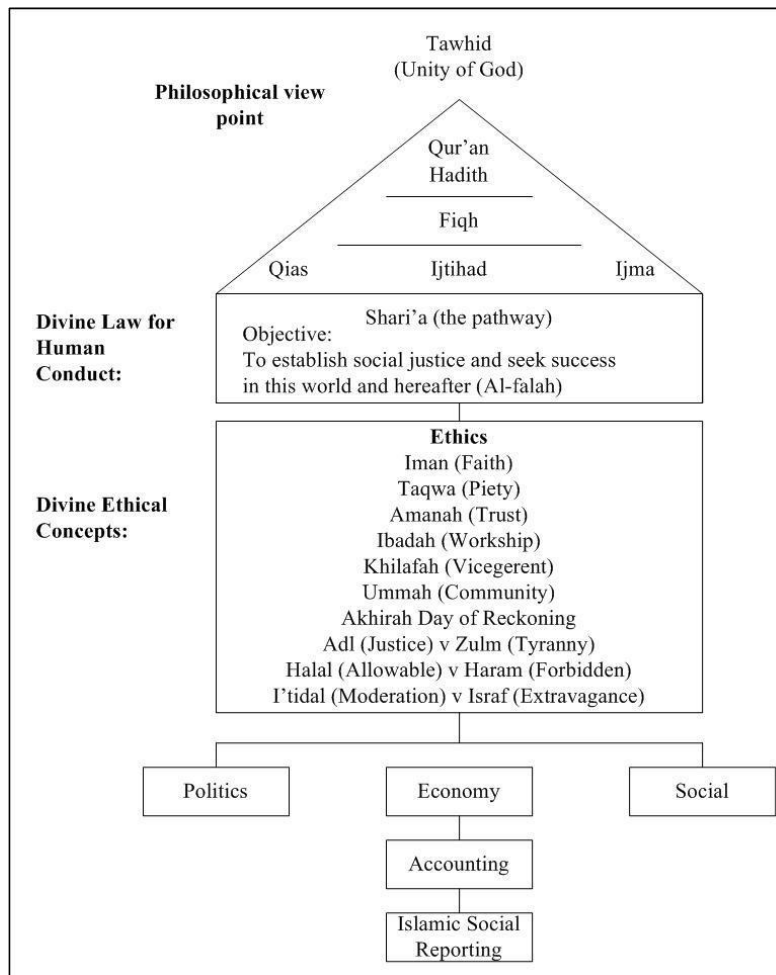 Tawhid
(Unity of God)
Philosophical view
point
Qur'an
Hadith
Fiqh
Qias Ijtihad Ijma
Divine Law for
Human
Conduct:
Shari'a (the pathway)
Objective:
To establish social justice and seek success
in this world and hereafter (Al-falah)
Divine Ethical
Concepts:
Ethics
Iman (Faith)
Taqwa (Piety)
Amanah (Trust)
Ibadah (Workship)
Khilafah (Vicegerent)
Ummah (Community)
Akhirah Day of Reckoning
Adl (Justice) v Zulm (Tyranny)
Halal (Allowable) v Haram (Forbidden)
I'tidal (Moderation) v Israf (Extravagance)
Politics Economy Social
Accounting
Islamic Social
Reporting